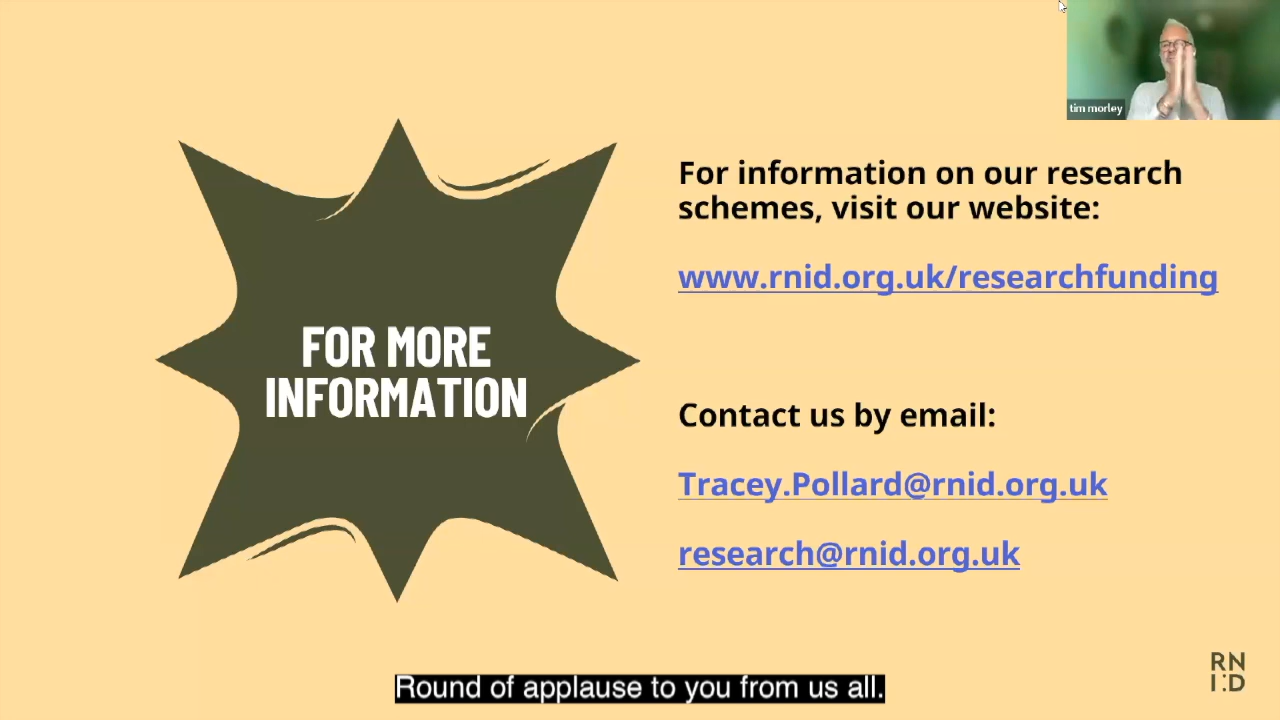 tim morley
FOR MORE
INFORMATION
For information on our research
schemes, visit our website:
www.rnid.org.uk/researchfunding
Contact us by email:
Tracey.Pollard@rnid.org.uk
research@rnid.org.uk
RN
I:D
Round of applause to you from us all.